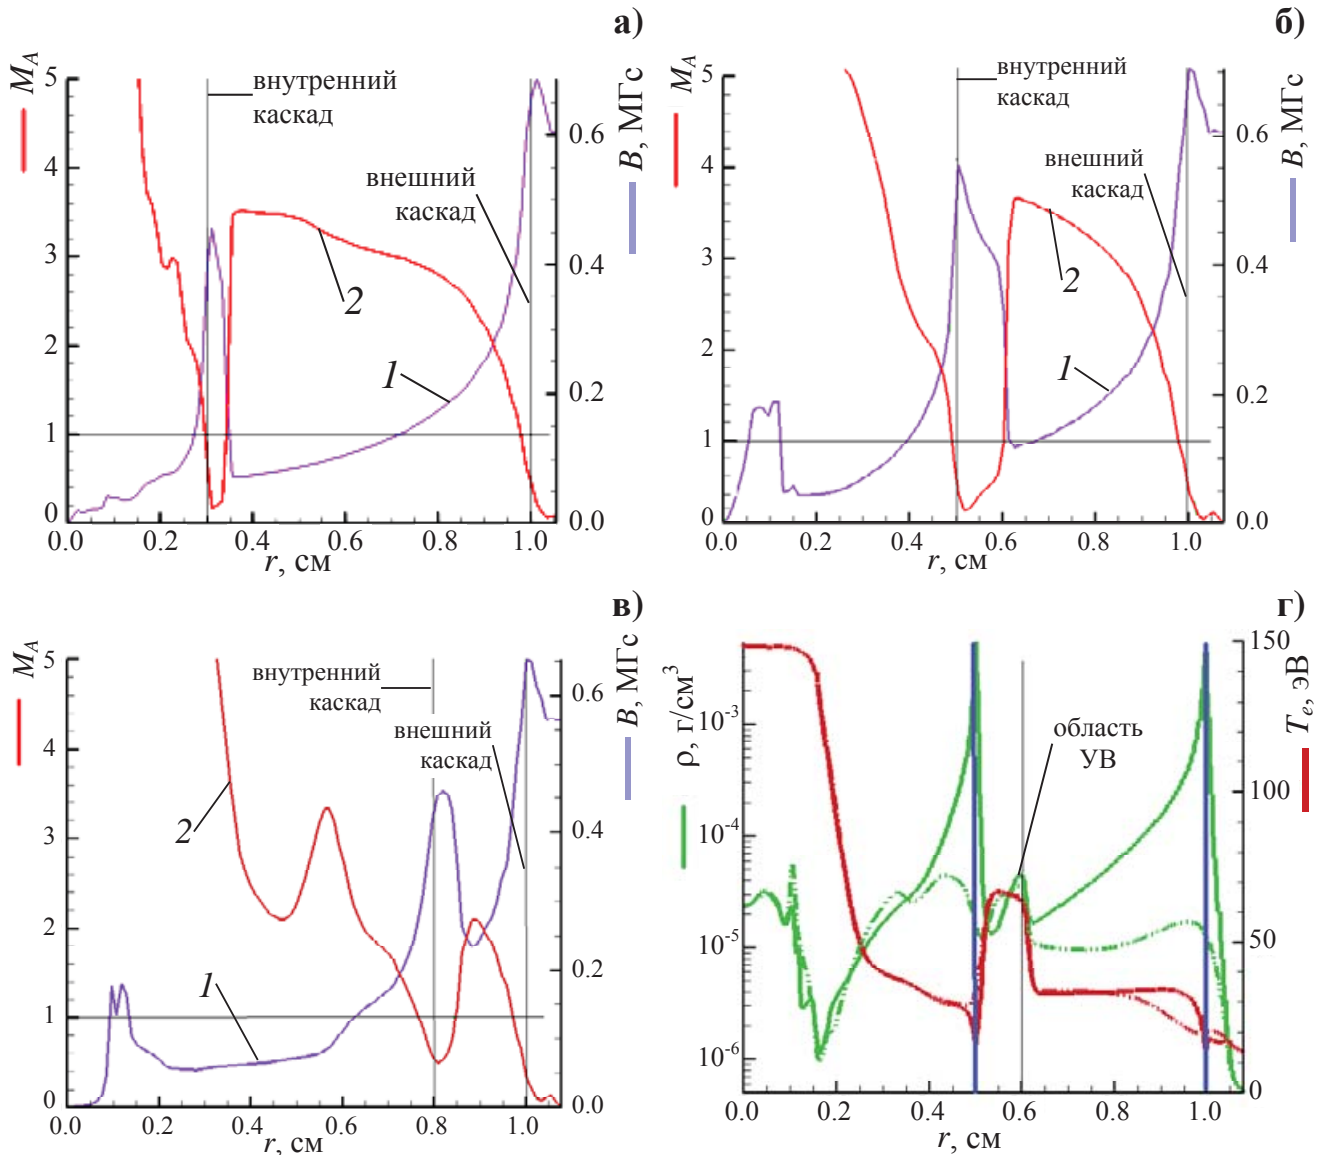 а)
M_A
B, МГс
внутренний
каскад
внешний
каскад
1
2
5
4
3
2
1
0
0.6
0.4
0.2
0.0
0.0 0.2 0.4 0.6 0.8 1.0
r, см
б)
M_A
B, МГс
внутренний
каскад
внешний
каскад
1
2
5
4
3
2
1
0
0.6
0.4
0.2
0.0
0.0 0.2 0.4 0.6 0.8 1.0
r, см
в)
M_A
B, МГс
внутренний
каскад
внешний
каскад
2
1
5
4
3
2
1
0
0.6
0.4
0.2
0.0
0.0 0.2 0.4 0.6 0.8 1.0
r, см
г)
ρ, г/см³
T_e, эВ
область
УВ
10⁻³
10⁻⁴
10⁻⁵
10⁻⁶
150
100
50
0
0.0 0.2 0.4 0.6 0.8 1.0
r, см